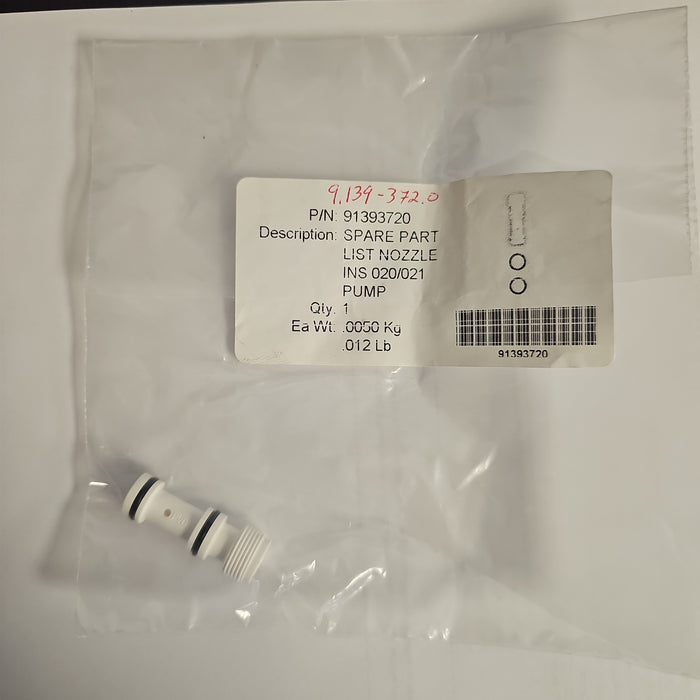 9.139-372.0
P/N: 91393720
Description: SPARE PART
LIST NOZZLE
INS 020/021
PUMP
Qty. 1
Ea Wt: .0050 Kg
.012 Lb
91393720